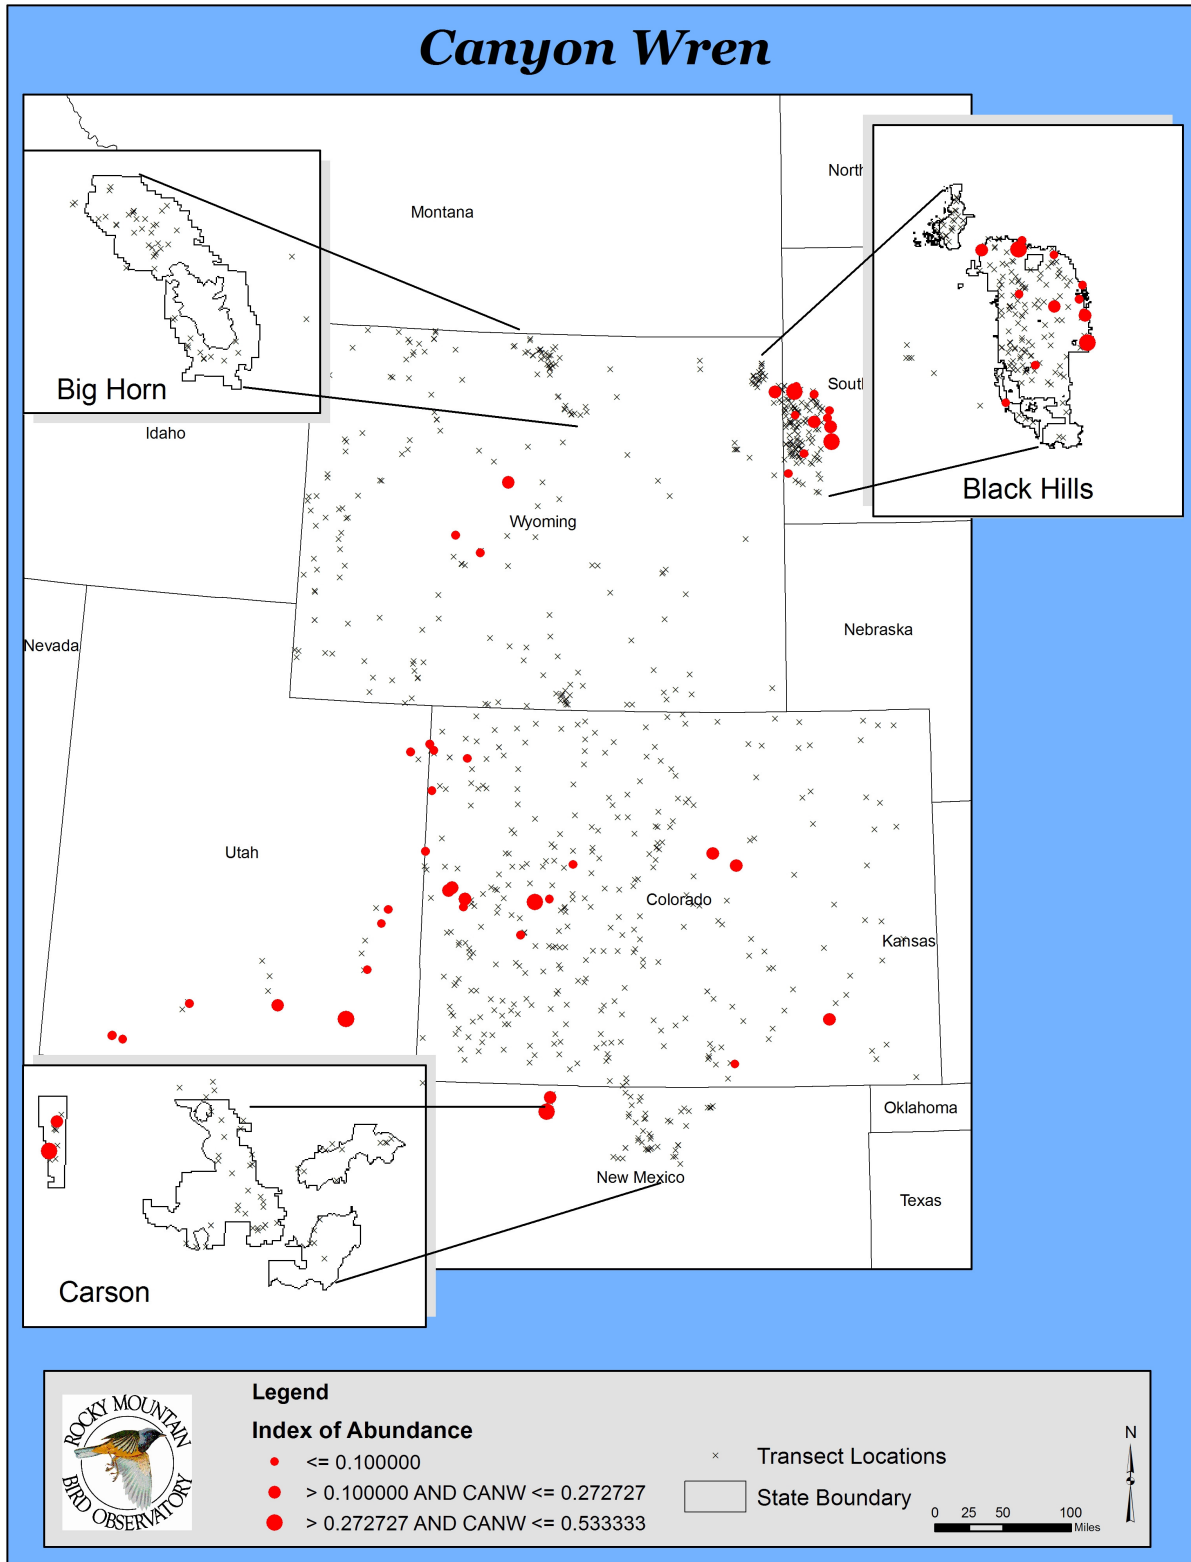 Canyon Wren
Montana
North
Big Horn
Idaho
South
Black Hills
Wyoming
Nevada
Nebraska
Utah
Colorado
Kansas
Oklahoma
New Mexico
Texas
Carson
ROCKY MOUNTAIN
BIRD OBSERVATORY
Legend
Index of Abundance
<= 0.100000
> 0.100000 AND CANW <= 0.272727
> 0.272727 AND CANW <= 0.533333
Transect Locations
State Boundary
N
0 25 50 100
Miles